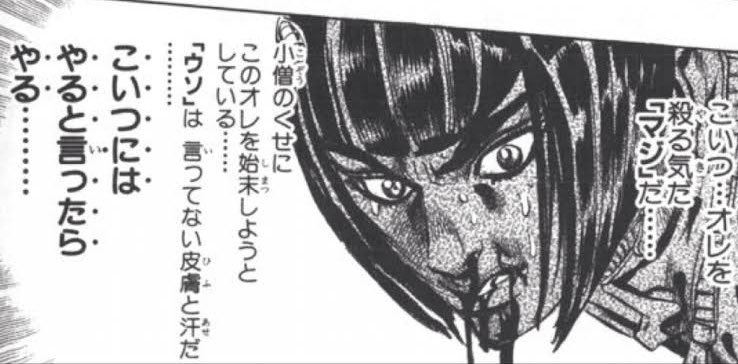 こいつ…オレを
殺る気だ
「マジ」だ……
小僧のくせに
このオレを始末しようと
している……
「ウソ」は 言ってない皮膚と汗だ
………
こいつには
やると言ったら
やる………